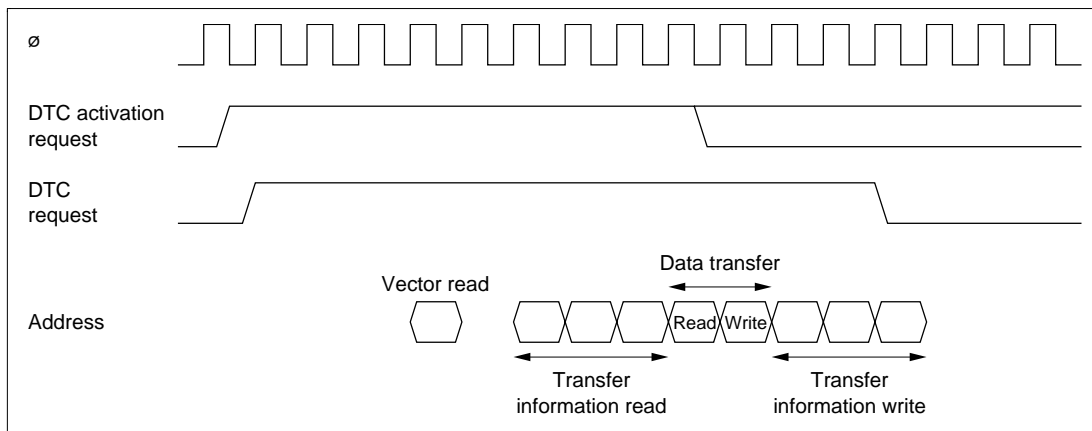 ø
DTC activation
request
DTC
request
Data transfer
Vector read
Address
Read Write
Transfer
information read
Transfer
information write